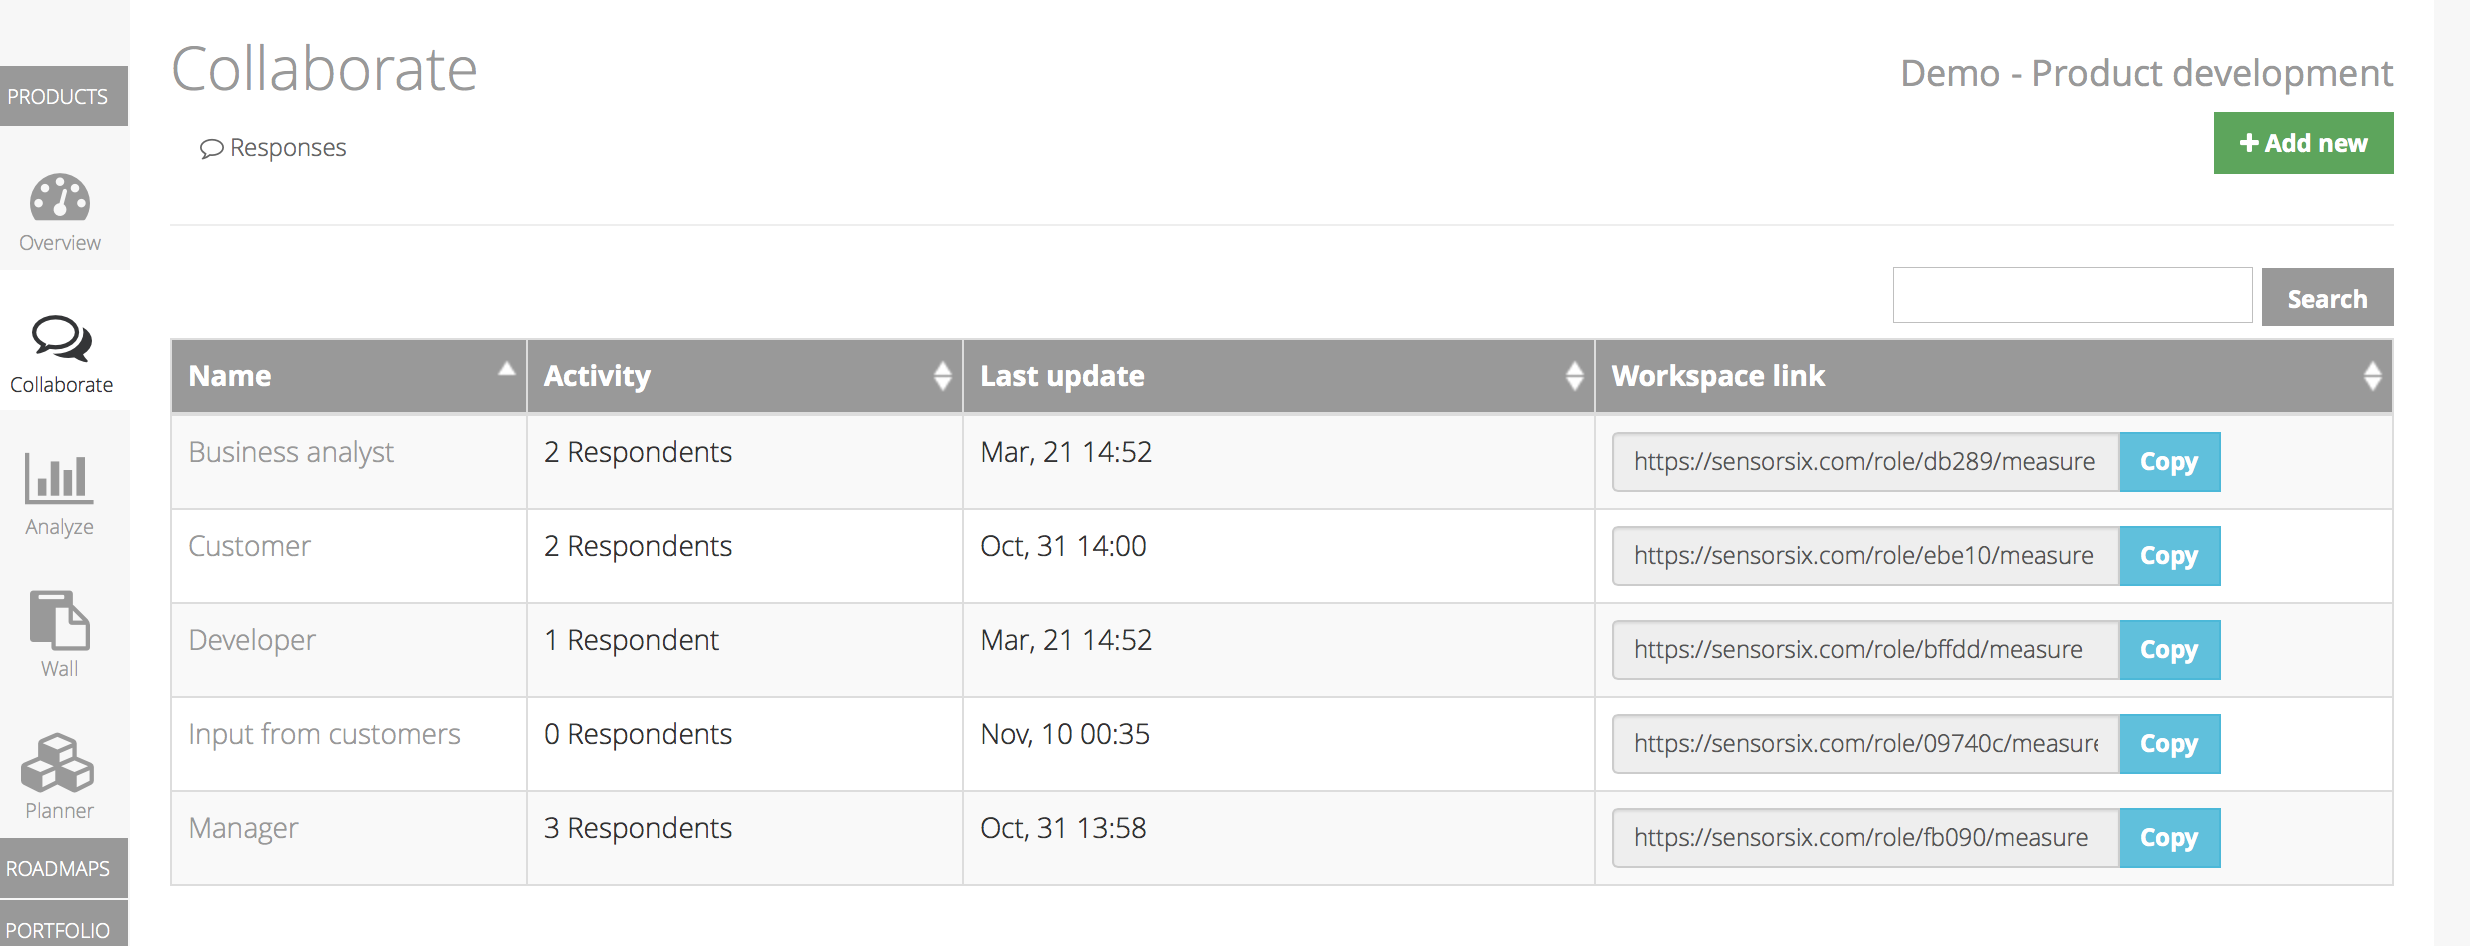 Collaborate
Demo - Product development
PRODUCTS
Responses
Add new
Overview
Search
Collaborate
Name Activity Last update Workspace link
Business analyst 2 Respondents Mar, 21 14:52 https://sensorsix.com/role/db289/measure Copy
Analyze
Customer 2 Respondents Oct, 31 14:00 https://sensorsix.com/role/ebe10/measure Copy
Developer 1 Respondent Mar, 21 14:52 https://sensorsix.com/role/bffdd/measure Copy
Wall
Input from customers 0 Respondents Nov, 10 00:35 https://sensorsix.com/role/09740c/measure Copy
Planner
Manager 3 Respondents Oct, 31 13:58 https://sensorsix.com/role/fb090/measure Copy
ROADMAPS
PORTFOLIO